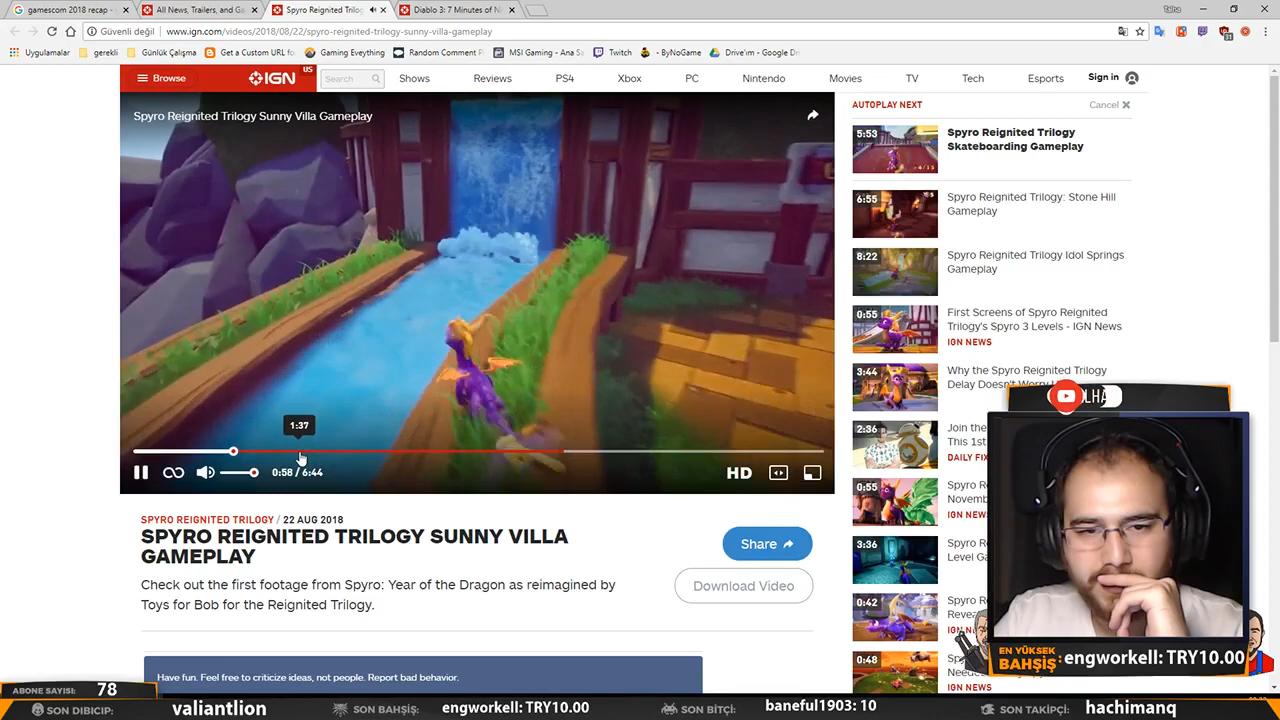 gamescom 2018 recap -
All News, Trailers, and Ga
Spyro Reignited Trilog
Diablo 3: 7 Minutes of N
Talha
Güvenli değil
www.ign.com/videos/2018/08/22/spyro-reignited-trilogy-sunny-villa-gameplay
Uygulamalar
gerekli
Günlük Çalışma
Get a Custom URL fo
Gaming Eveything
Random Comment P
MSI Gaming - Ana Sa
Twitch
- ByNoGame
Drive'ım - Google Dr
Browse
IGN
US
Search
Shows
Reviews
PS4
Xbox
PC
Nintendo
Movies
TV
Tech
Esports
Sign in
Spyro Reignited Trilogy Sunny Villa Gameplay
1:37
0:58 / 6:44
HD
AUTOPLAY NEXT
Cancel
5:53
Spyro Reignited Trilogy
Skateboarding Gameplay
6:55
Spyro Reignited Trilogy: Stone Hill
Gameplay
8:22
Spyro Reignited Trilogy Idol Springs
Gameplay
0:55
First Screens of Spyro Reignited
Trilogy's Spyro 3 Levels - IGN News
IGN NEWS
3:44
Why the Spyro Reignited Trilogy
Delay Doesn't Worry
2:36
Join the
This 1st
DAILY FIX
0:55
Spyro Re
Novemb
IGN NEWS
3:36
Spyro R
Level Ga
0:42
Spyro R
Revea
IGN N
0:48
Sp
Neede
IGN NEWS
SPYRO REIGNITED TRILOGY / 22 AUG 2018
SPYRO REIGNITED TRILOGY SUNNY VILLA
GAMEPLAY
Share
Download Video
Check out the first footage from Spyro: Year of the Dragon as reimagined by
Toys for Bob for the Reignited Trilogy.
Have fun. Feel free to criticize ideas, not people. Report bad behavior.
LHA
EN YÜKSEK
BAHŞİŞ:
engworkell: TRY10.00
ABONE SAYISI:
78
SON DIBICIP:
valiantlion
SON BAHŞİŞ:
engworkell: TRY10.00
SON BİTÇİ:
baneful1903: 10
SON TAKİPÇİ:
hachimanq